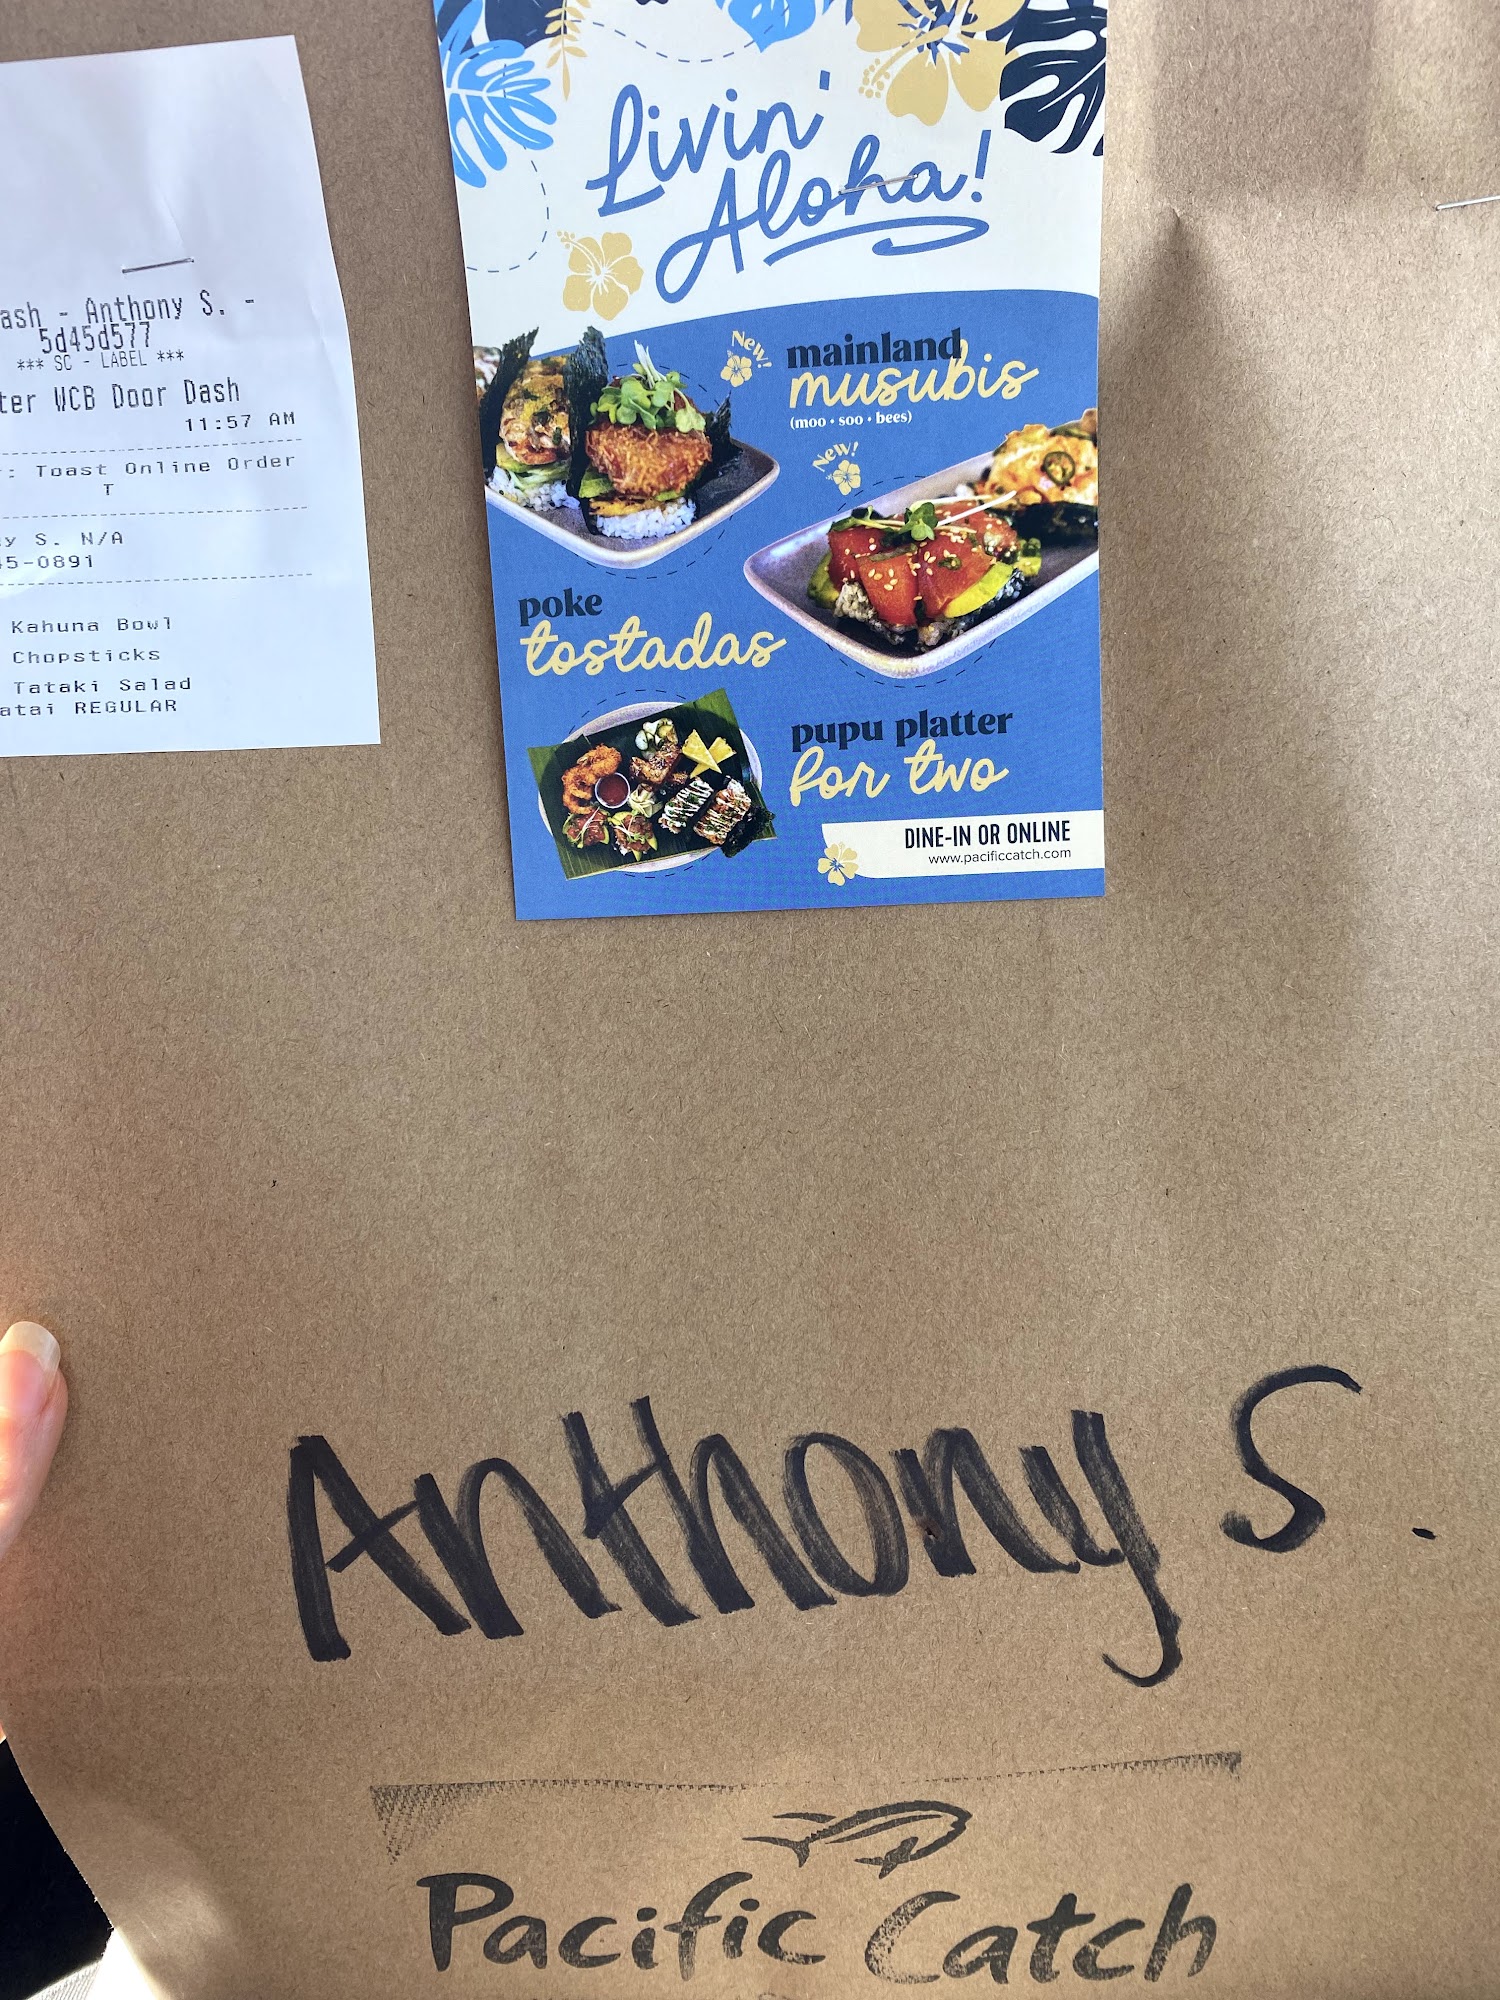 ash - Anthony S. -
5d45d577
*** SC - LABEL ***
ter WCB Door Dash
11:57 AM
: Toast Online Order
T
y S. N/A
45-0891
Kahuna Bowl
Chopsticks
Tataki Salad
atai REGULAR
Livin'
Aloha!
New!
mainland
musubis
(moo • soo • bees)
New!
poke
tostadas
pupu platter
for two
DINE-IN OR ONLINE
www.pacificcatch.com
Anthony S.
Pacific Catch